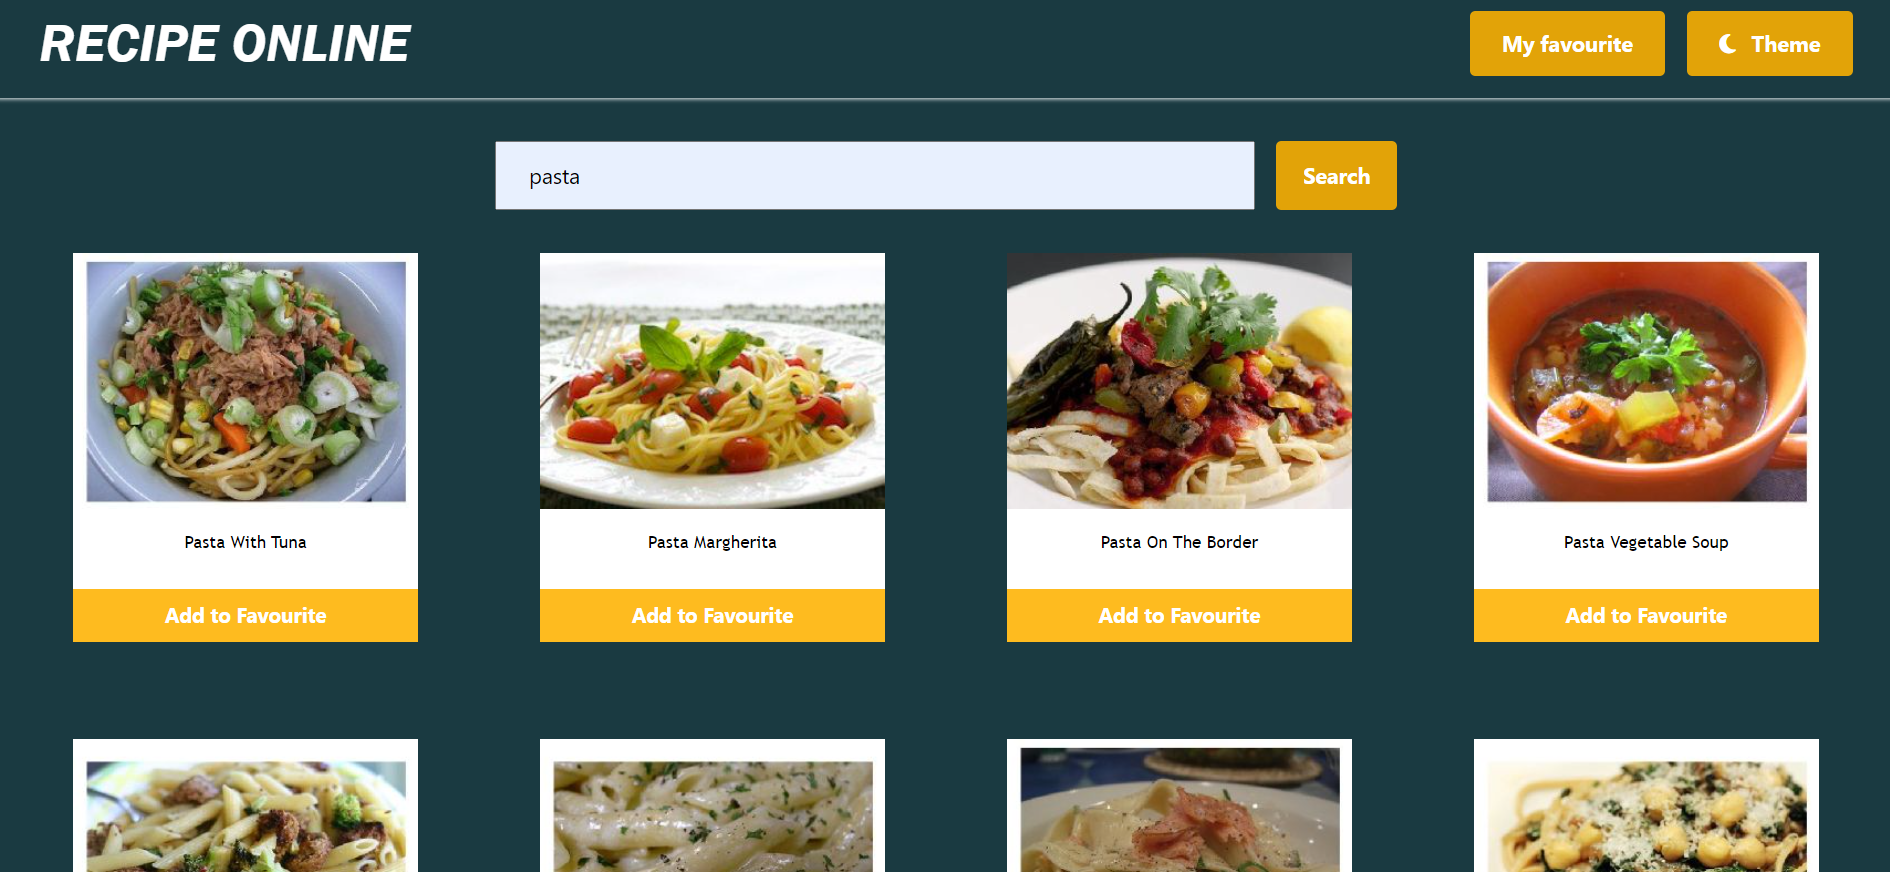 RECIPE ONLINE
My favourite
Theme
pasta
Search
Pasta With Tuna
Pasta Margherita
Pasta On The Border
Pasta Vegetable Soup
Add to Favourite
Add to Favourite
Add to Favourite
Add to Favourite